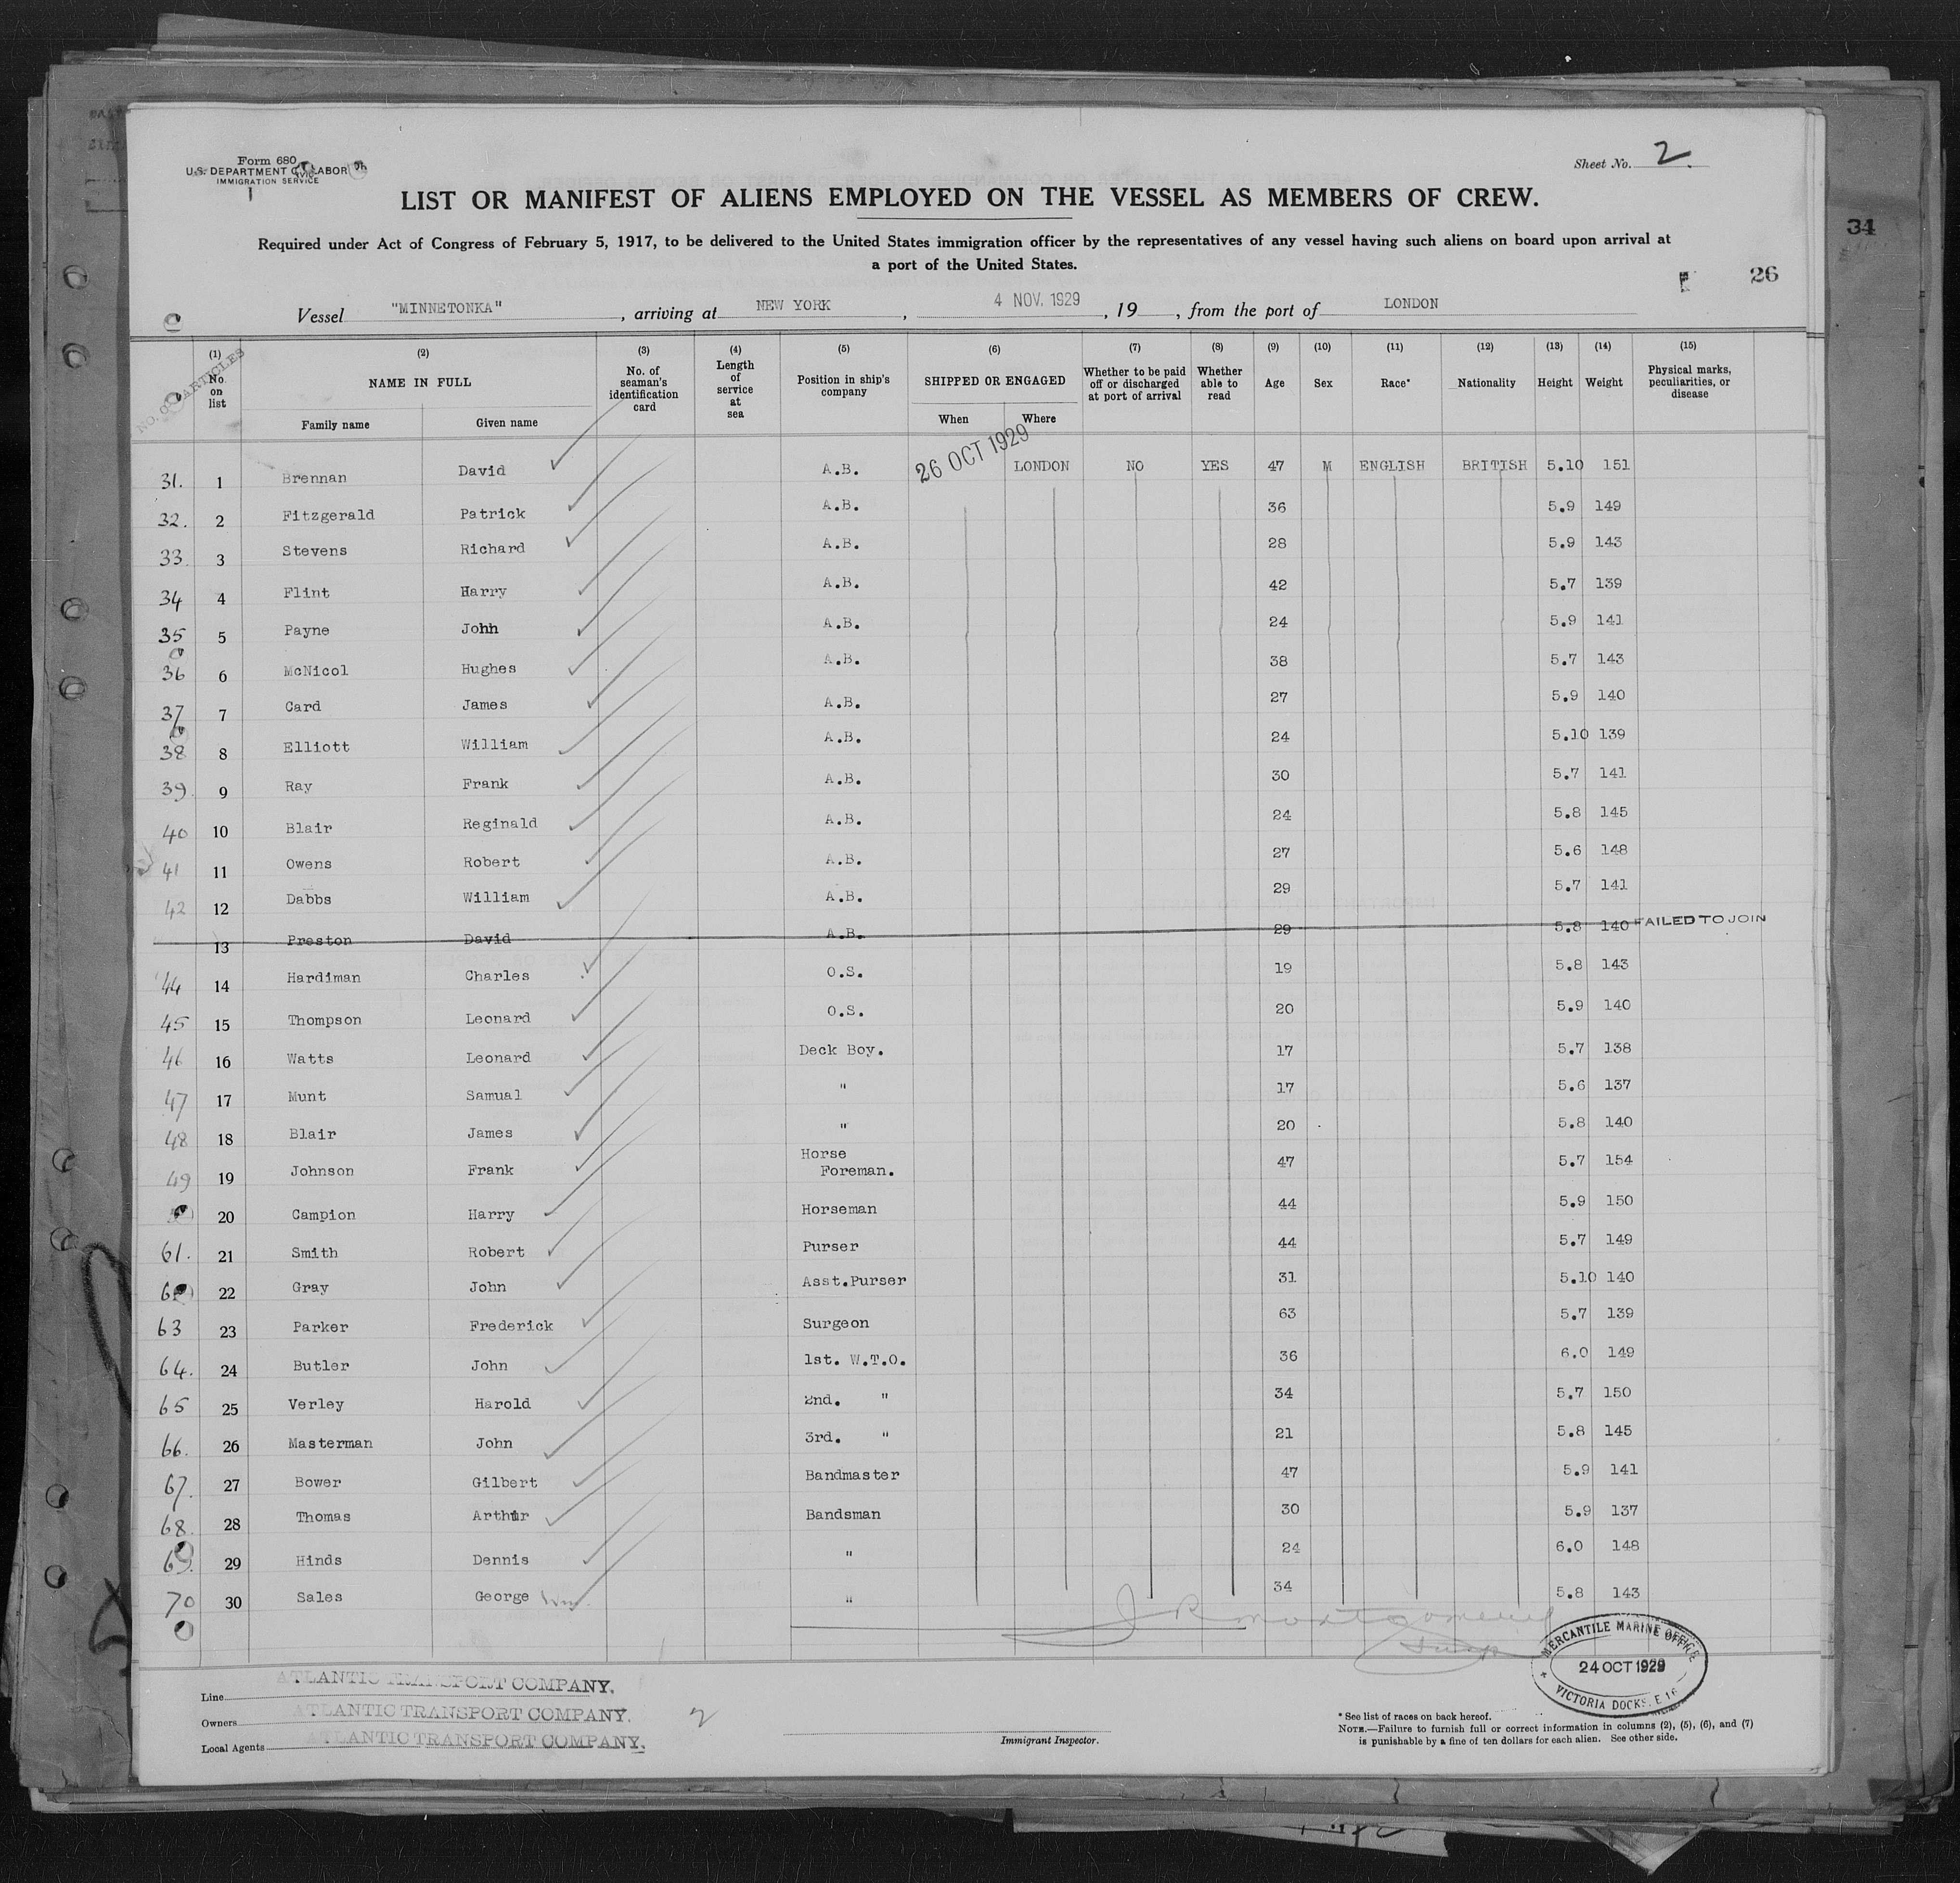 Form 680
U.S. DEPARTMENT OF LABOR
IMMIGRATION SERVICE
Sheet No. 2
LIST OR MANIFEST OF ALIENS EMPLOYED ON THE VESSEL AS MEMBERS OF CREW.
Required under Act of Congress of February 5, 1917, to be delivered to the United States immigration officer by the representatives of any vessel having such aliens on board upon arrival at
a port of the United States.
34
26
Vessel "MINNETONKA", arriving at NEW YORK, 4 NOV. 1929, 19, from the port of LONDON
NO. OF ARTICLES
(1) No. on list (2) NAME IN FULL Family name Given name (3) No. of seaman's identification card (4) Length of service at sea (5) Position in ship's company (6) SHIPPED OR ENGAGED When Where (7) Whether to be paid off or discharged at port of arrival (8) Whether able to read (9) Age (10) Sex (11) Race* (12) Nationality (13) Height (14) Weight (15) Physical marks, peculiarities, or disease
31. 1 Brennan David A.B. 26 OCT 1929 LONDON NO YES 47 M ENGLISH BRITISH 5.10 151
32. 2 Fitzgerald Patrick A.B. 36 5.9 149
33. 3 Stevens Richard A.B. 28 5.9 143
34 4 Flint Harry A.B. 42 5.7 139
35 5 Payne John A.B. 24 5.9 141
36 6 McNicol Hughes A.B. 38 5.7 143
37 7 Card James A.B. 27 5.9 140
38 8 Elliott William A.B. 24 5.10 139
39. 9 Ray Frank A.B. 30 5.7 141
40 10 Blair Reginald A.B. 24 5.8 145
41 11 Owens Robert A.B. 27 5.6 148
42 12 Dabbs William A.B. 29 5.7 141
13 Preston David A.B. 29 5.8 140 FAILED TO JOIN
44 14 Hardiman Charles O.S. 19 5.8 143
45 15 Thompson Leonard O.S. 20 5.9 140
46 16 Watts Leonard Deck Boy. 17 5.7 138
47 17 Munt Samual " 17 5.6 137
48 18 Blair James " 20 5.8 140
49 19 Johnson Frank Horse Foreman. 47 5.7 154
20 Campion Harry Horseman 44 5.9 150
61. 21 Smith Robert Purser 44 5.7 149
22 Gray John Asst.Purser 31 5.10 140
63 23 Parker Frederick Surgeon 63 5.7 139
64. 24 Butler John 1st. W.T.O. 36 6.0 149
65 25 Verley Harold 2nd. " 34 5.7 150
66. 26 Masterman John 3rd. " 21 5.8 145
67. 27 Bower Gilbert Bandmaster 47 5.9 141
68. 28 Thomas Arthur Bandsman 30 5.9 137
69. 29 Hinds Dennis " 24 6.0 148
70 30 Sales George Wm. " 34 5.8 143
MERCANTILE MARINE OFFICE
24 OCT 1929
VICTORIA DOCKS. E 16
Line ATLANTIC TRANSPORT COMPANY.
Owners ATLANTIC TRANSPORT COMPANY.
Local Agents ATLANTIC TRANSPORT COMPANY.
2
Immigrant Inspector.
* See list of races on back hereof.
NOTE.—Failure to furnish full or correct information in columns (2), (5), (6), and (7)
is punishable by a fine of ten dollars for each alien. See other side.